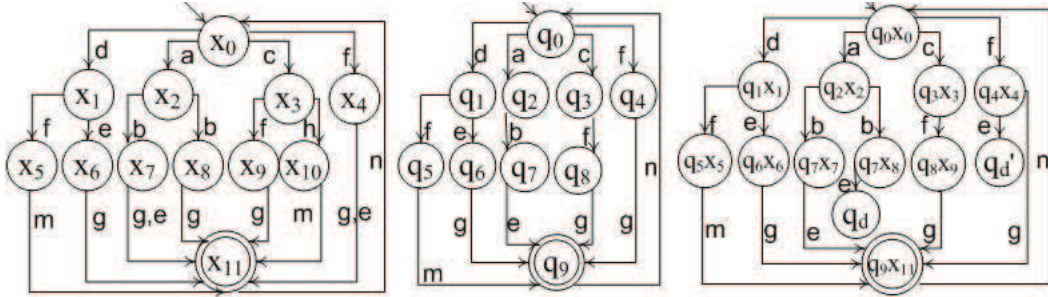 x0 q0 q0x0
d a c f d a c f d a c f
x1 x2 x3 x4 q1 q2 q3 q4 q1x1 q2x2 q3x3 q4x4
f e b b f h f e b f f e b b f e
x5 x6 x7 x8 x9 x10 n q5 q6 q7 q8 n q5x5 q6x6 q7x7 q7x8 q8x9 qd' n
e
qd
m g g,e g g m g,e m g e g g m g e g g
x11 q9 q9x11